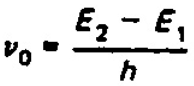 ν₀ = (E₂ − E₁) / h